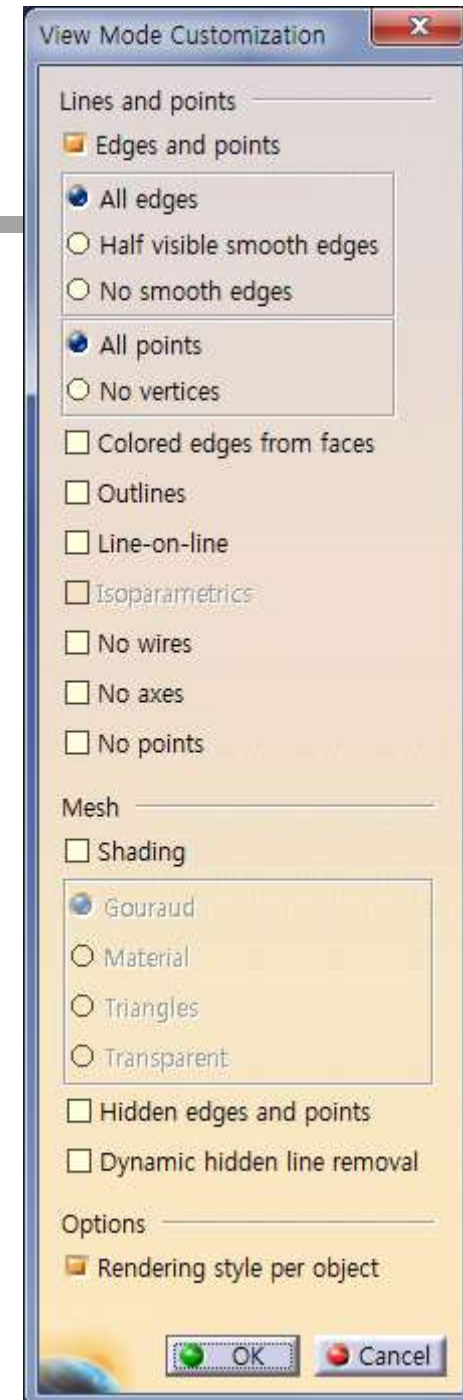 View Mode Customization
Lines and points
Edges and points
All edges
Half visible smooth edges
No smooth edges
All points
No vertices
Colored edges from faces
Outlines
Line-on-line
Isoparametrics
No wires
No axes
No points
Mesh
Shading
Gouraud
Material
Triangles
Transparent
Hidden edges and points
Dynamic hidden line removal
Options
Rendering style per object
OK Cancel